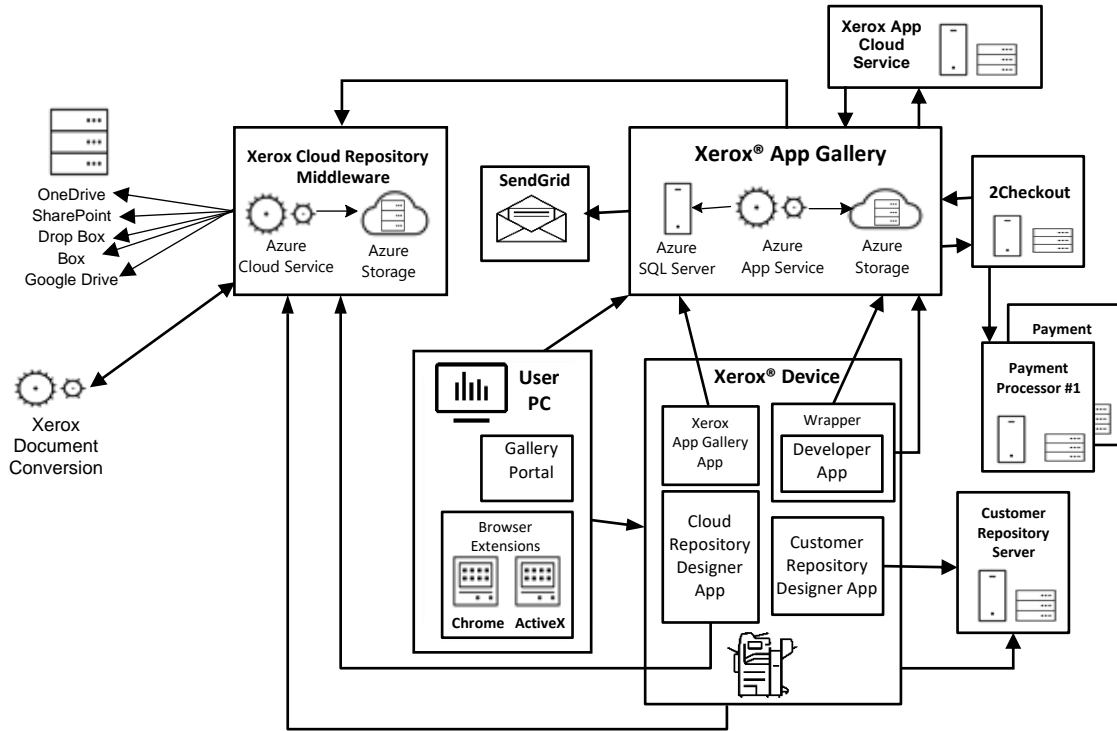 Xerox App
Cloud
Service
OneDrive
SharePoint
Drop Box
Box
Google Drive
Xerox Cloud Repository
Middleware
Azure
Cloud Service
Azure
Storage
SendGrid
Xerox® App Gallery
Azure
SQL Server
Azure
App Service
Azure
Storage
2Checkout
Payment
Payment
Processor #1
Xerox
Document
Conversion
User
PC
Gallery
Portal
Browser
Extensions
Chrome
ActiveX
Xerox® Device
Xerox
App Gallery
App
Wrapper
Developer
App
Cloud
Repository
Designer
App
Customer
Repository
Designer App
Customer
Repository
Server